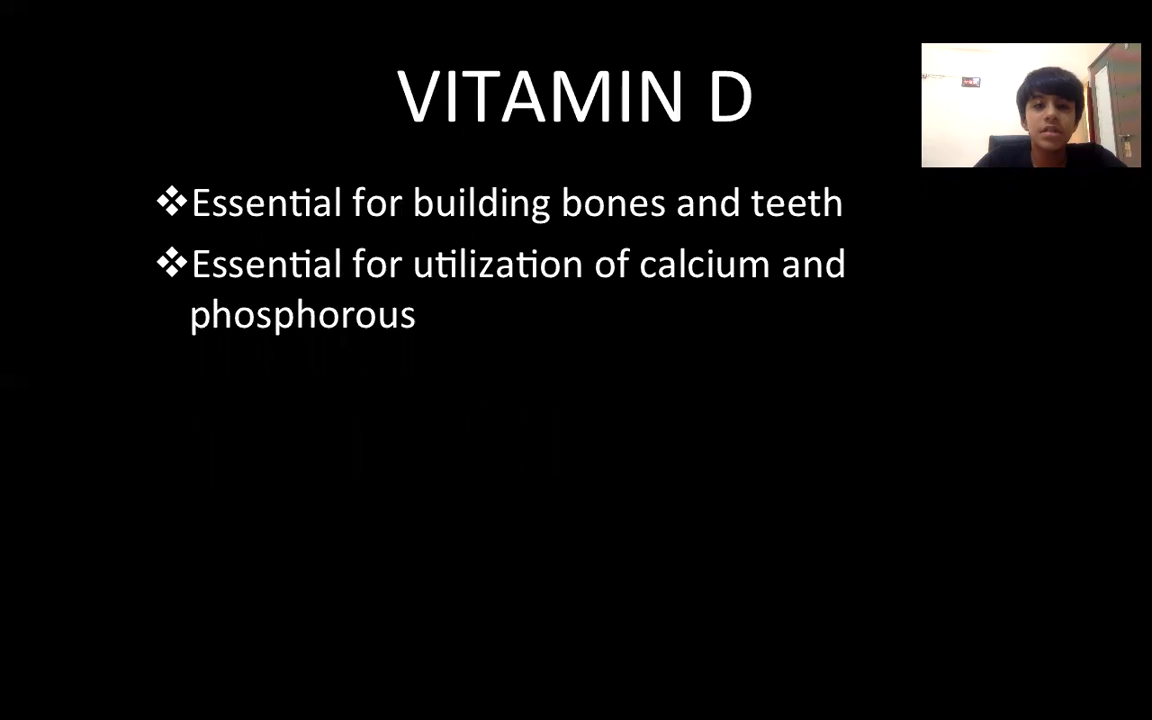 VITAMIN D
❖Essential for building bones and teeth
❖Essential for utilization of calcium and
phosphorous